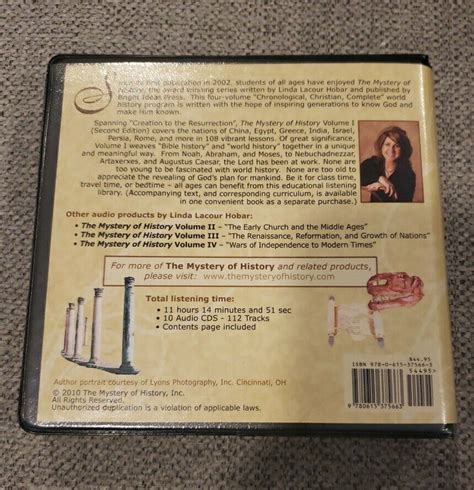 Since its first publication in 2002, students of all ages have enjoyed The Mystery of
History, the award winning series written by Linda Lacour Hobar and published by
Bright Ideas Press. This four-volume "Chronological, Christian, Complete" world
history program is written with the hope of inspiring generations to know God and
make Him known.
Spanning "Creation to the Resurrection", The Mystery of History Volume I
(Second Edition) covers the nations of China, Egypt, Greece, India, Israel,
Persia, Rome, and more in 108 vibrant lessons. Of great significance,
Volume I weaves "Bible history" and "world history" together in a unique
and meaningful way. From Noah, Abraham, and Moses, to Nebuchadnezzar,
Artaxerxes, and Augustus Caesar, the Lord has been at work. None are
too young to be fascinated with world history. None are too old to
appreciate the revealing of God's plan for mankind. Be it for class time,
travel time, or bedtime – all ages can benefit from this educational listening
library. (Accompanying text, and corresponding curriculum, is available
in one convenient book as a separate purchase.)
Other audio products by Linda Lacour Hobar:
• The Mystery of History Volume II – "The Early Church and the Middle Ages"
• The Mystery of History Volume III – "The Renaissance, Reformation, and Growth of Nations"
• The Mystery of History Volume IV – "Wars of Independence to Modern Times"
For more of The Mystery of History and related products,
please visit: www.themysteryofhistory.com
Total listening time:
• 11 hours 14 minutes and 51 sec
• 10 Audio CDS - 112 Tracks
• Contents page included
$44.95
ISBN 978-0-615-37566-3
54495
9 780615 375663
Author portrait courtesy of Lyons Photography, Inc. Cincinnati, OH
© 2010 The Mystery of History, Inc.
All Rights Reserved.
Unauthorized duplication is a violation of applicable laws.